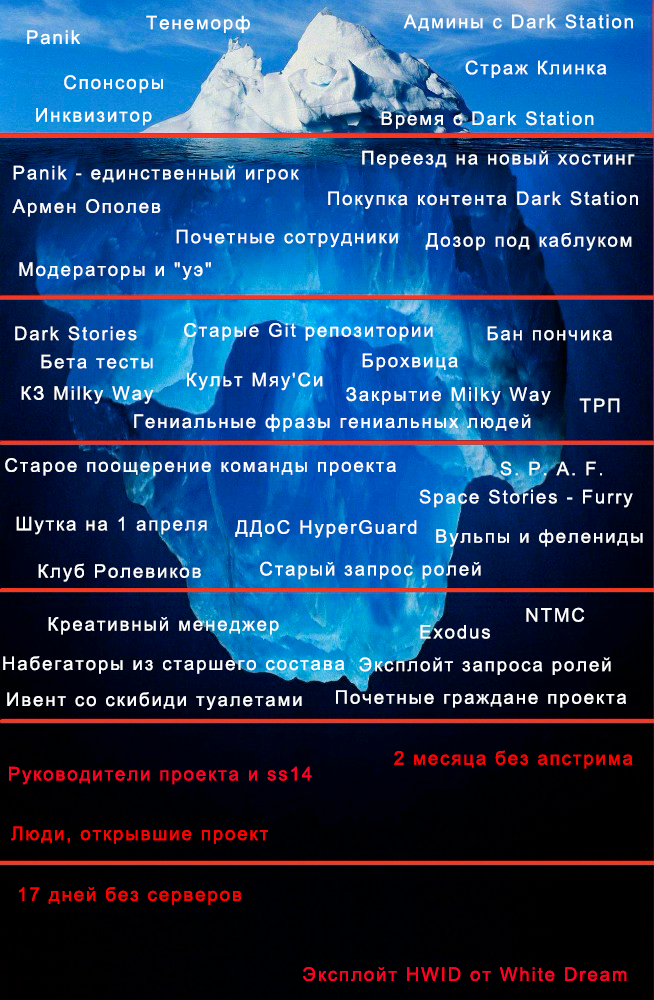 Panik
Тенеморф
Админы с Dark Station
Спонсоры
Страж Клинка
Инквизитор
Время с Dark Station
Panik - единственный игрок
Переезд на новый хостинг
Армен Ополев
Покупка контента Dark Station
Почетные сотрудники
Дозор под каблуком
Модераторы и "уэ"
Dark Stories
Старые Git репозитории
Бан пончика
Бета тесты
Брохвица
КЗ Milky Way
Культ Мяу'Си
Закрытие Milky Way
ТРП
Гениальные фразы гениальных людей
Старое поощрение команды проекта
S. P. A. F.
Space Stories - Furry
Шутка на 1 апреля
ДДоС HyperGuard
Вульпы и фелениды
Клуб Ролевиков
Старый запрос ролей
Креативный менеджер
NTMC
Exodus
Набегаторы из старшего состава
Эксплойт запроса ролей
Ивент со скибиди туалетами
Почетные граждане проекта
2 месяца без апстрима
Руководители проекта и ss14
Люди, открывшие проект
17 дней без серверов
Эксплойт HWID от White Dream